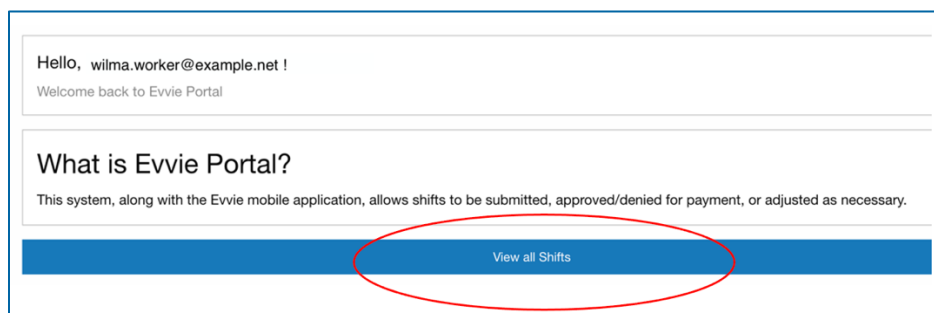 Hello, wilma.worker@example.net !
Welcome back to Evvie Portal
What is Evvie Portal?
This system, along with the Evvie mobile application, allows shifts to be submitted, approved/denied for payment, or adjusted as necessary.
View all Shifts